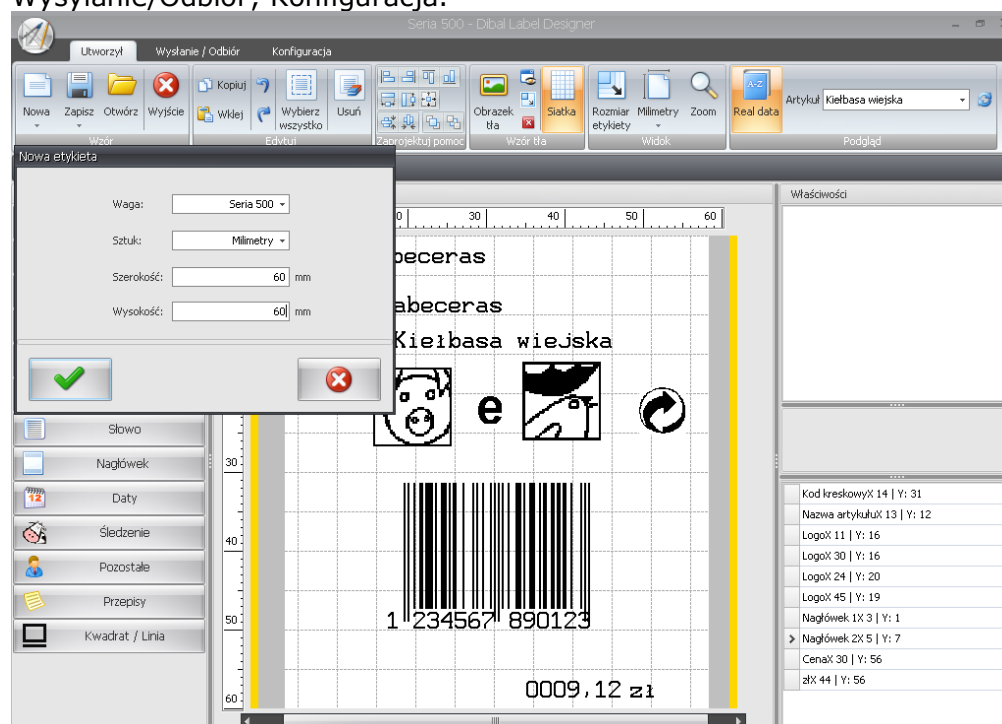 Wysyłanie/Odbiór, Konfiguracja.
Seria 500 - Dibal Label Designer
Utworzył Wysłanie / Odbiór Konfiguracja
Nowa Zapisz Otwórz Wyjście Kopiuj Wklej Wybierz wszystko Usuń Obrazek tła Siatka Rozmiar etykiety Milimetry Zoom Real data Artykuł Kiełbasa wiejska
A-Z
Wzór Edytuj Zaprojektuj pomoc Wzór tła Widok Podgląd
Nowa etykieta
Waga: Seria 500
Sztuk: Milimetry
Szerokość: 60 mm
Wysokość: 60 mm
Właściwości
30 40 50 60
beceras
abeceras
Kiełbasa wiejska
e
Słowo
Nagłówek
12 Daty
Śledzenie
Pozostałe
Przepisy
Kwadrat / Linia
30
40
50
60
1 234567 890123
0009,12 zł
Kod kreskowyX 14 | Y: 31
Nazwa artykułuX 13 | Y: 12
LogoX 11 | Y: 16
LogoX 30 | Y: 16
LogoX 24 | Y: 20
LogoX 45 | Y: 19
Nagłówek 1X 3 | Y: 1
Nagłówek 2X 5 | Y: 7
CenaX 30 | Y: 56
złX 44 | Y: 56